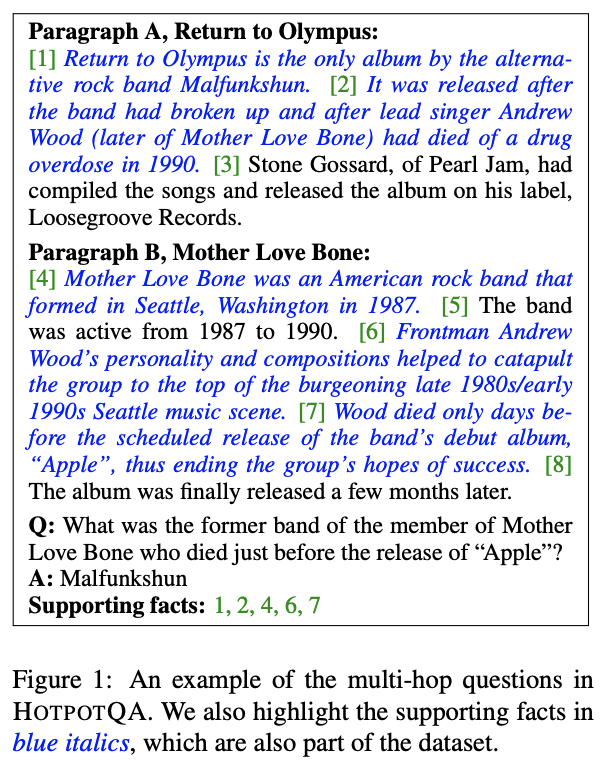 Paragraph A, Return to Olympus:
[1] Return to Olympus is the only album by the alterna-
tive rock band Malfunkshun. [2] It was released after
the band had broken up and after lead singer Andrew
Wood (later of Mother Love Bone) had died of a drug
overdose in 1990. [3] Stone Gossard, of Pearl Jam, had
compiled the songs and released the album on his label,
Loosegroove Records.
Paragraph B, Mother Love Bone:
[4] Mother Love Bone was an American rock band that
formed in Seattle, Washington in 1987. [5] The band
was active from 1987 to 1990. [6] Frontman Andrew
Wood's personality and compositions helped to catapult
the group to the top of the burgeoning late 1980s/early
1990s Seattle music scene. [7] Wood died only days be-
fore the scheduled release of the band's debut album,
“Apple”, thus ending the group's hopes of success. [8]
The album was finally released a few months later.
Q: What was the former band of the member of Mother
Love Bone who died just before the release of “Apple”?
A: Malfunkshun
Supporting facts: 1, 2, 4, 6, 7
Figure 1: An example of the multi-hop questions in
HOTPOTQA. We also highlight the supporting facts in
blue italics, which are also part of the dataset.